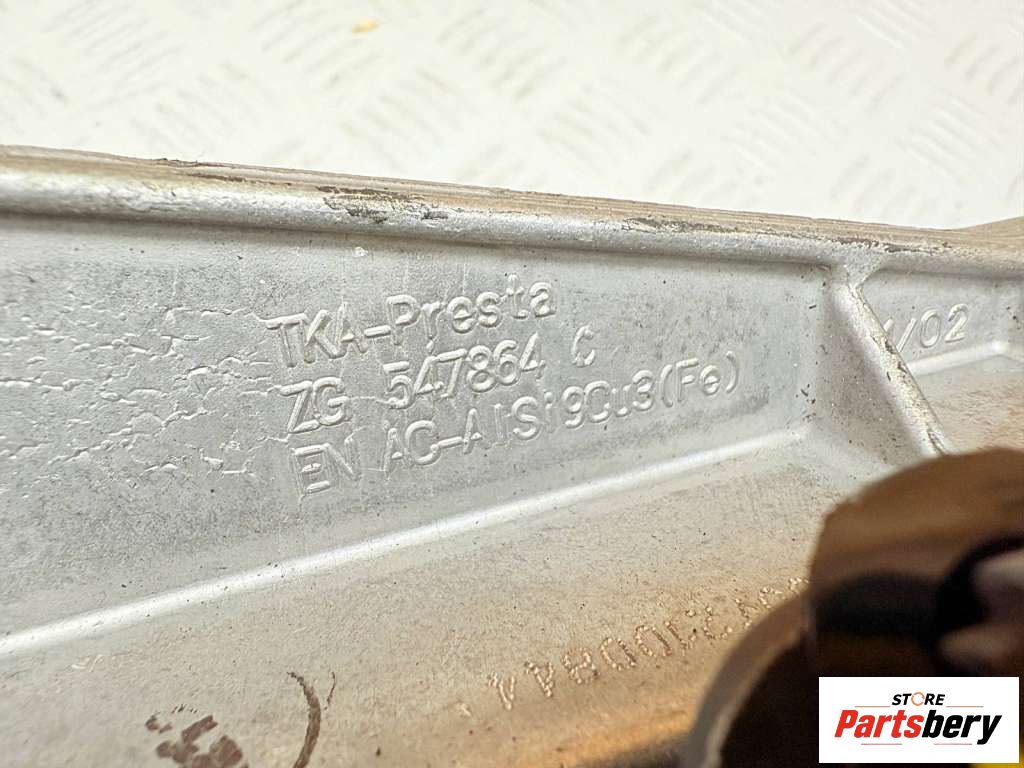 TKA-Presta
ZG 547864 C
EN AC-AlSi9Cu3(Fe)
/02
STORE
Partsbery